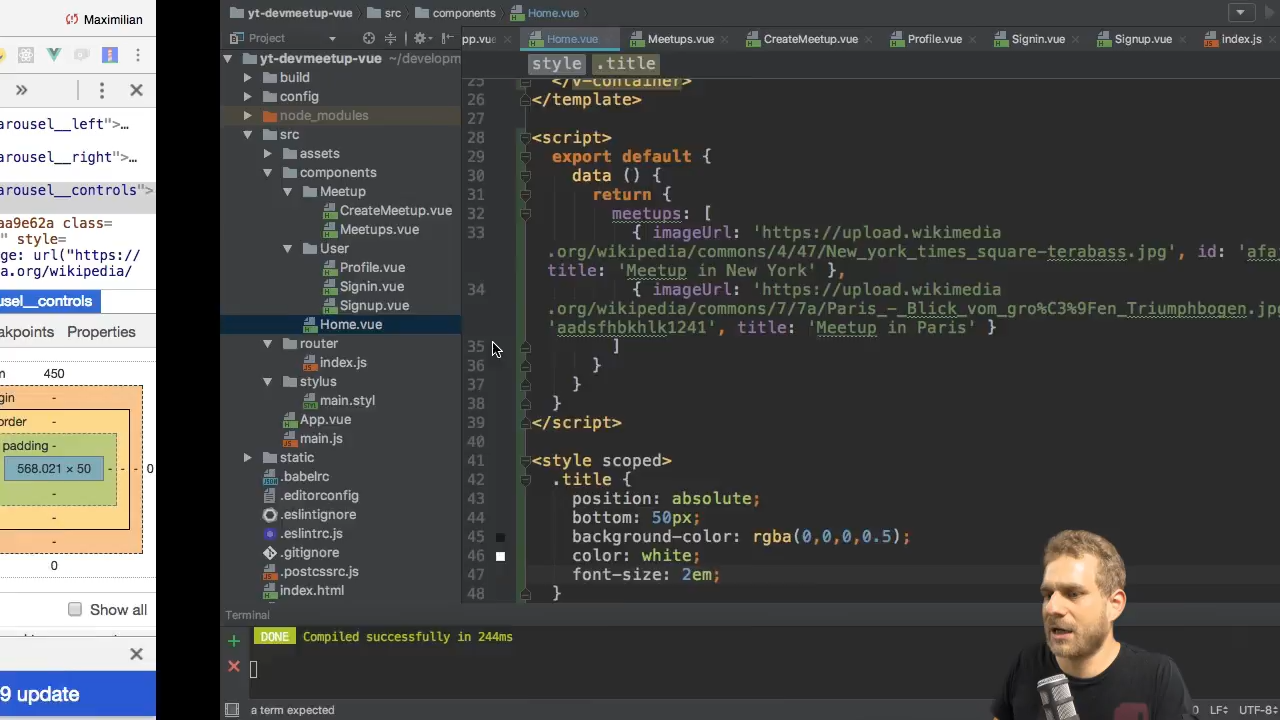 Maximilian
arousel__left">…
arousel__right">…
arousel__controls">
aa9e62a class=
" style=
ge: url("https://
a.org/wikipedia/
usel__controls
akpoints Properties
m 450
gin -
order -
padding -
568.021 × 50
- - 0
-
-
-
0
Show all
9 update
yt-devmeetup-vue src components Home.vue
Project
yt-devmeetup-vue ~/developm
build
config
node_modules
src
assets
components
Meetup
CreateMeetup.vue
Meetups.vue
User
Profile.vue
Signin.vue
Signup.vue
Home.vue
router
index.js
stylus
main.styl
App.vue
main.js
static
.babelrc
.editorconfig
.eslintignore
.eslintrc.js
.gitignore
.postcssrc.js
index.html
pp.vue Home.vue Meetups.vue CreateMeetup.vue Profile.vue Signin.vue Signup.vue index.js
style .title
25 </v-container>
26 </template>
27
28 <script>
29 export default {
30 data () {
31 return {
32 meetups: [
33 { imageUrl: 'https://upload.wikimedia
.org/wikipedia/commons/4/47/New_york_times_square-terabass.jpg', id: 'afaj
title: 'Meetup in New York' },
34 { imageUrl: 'https://upload.wikimedia
.org/wikipedia/commons/7/7a/Paris_-_Blick_vom_gro%C3%9Fen_Triumphbogen.jpg
'aadsfhbkhlk1241', title: 'Meetup in Paris' }
35 ]
36 }
37 }
38 }
39 </script>
40
41 <style scoped>
42 .title {
43 position: absolute;
44 bottom: 50px;
45 background-color: rgba(0,0,0,0.5);
46 color: white;
47 font-size: 2em;
48 }
Terminal
DONE Compiled successfully in 244ms
a term expected
LF÷ UTF-8÷